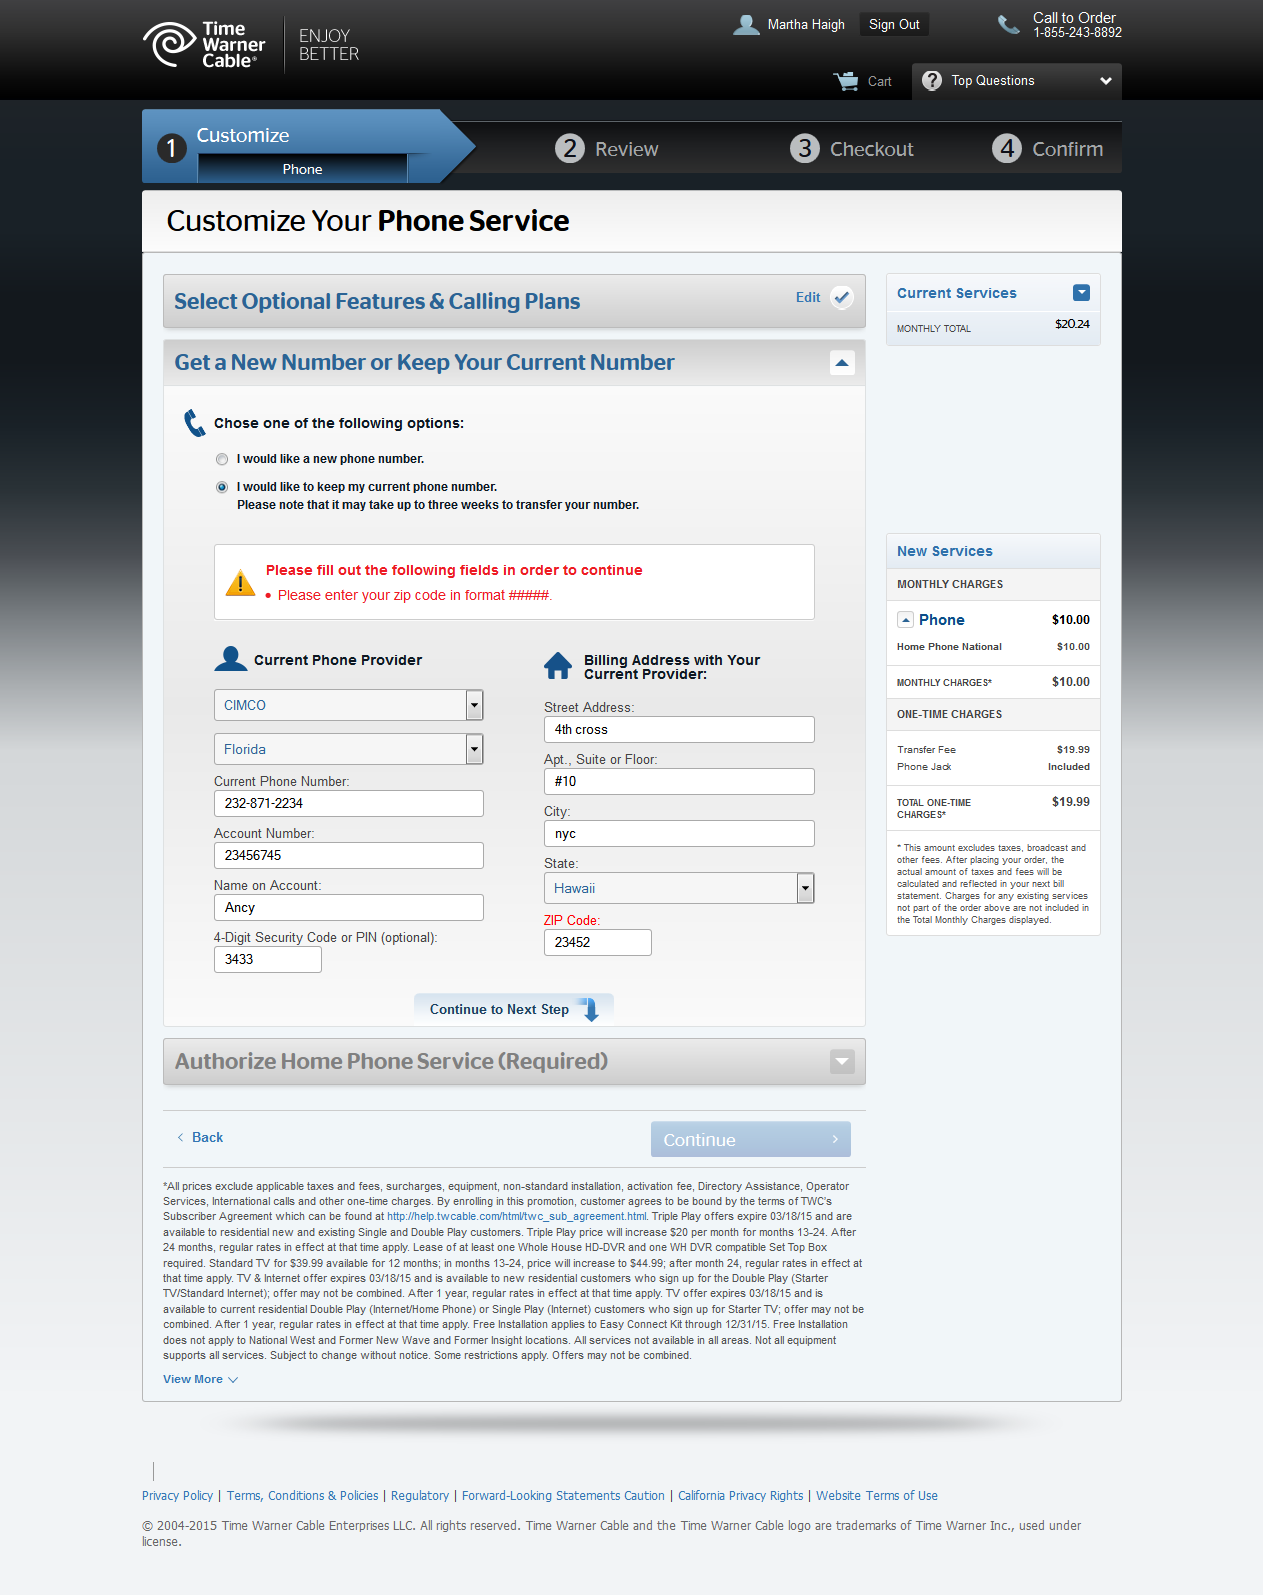 Time
Warner
Cable®
ENJOY
BETTER
Martha Haigh
Sign Out
Call to Order
1-855-243-8892
Cart
? Top Questions
1 Customize
Phone
2 Review
3 Checkout
4 Confirm
Customize Your Phone Service
Select Optional Features & Calling Plans
Edit
Get a New Number or Keep Your Current Number
Chose one of the following options:
I would like a new phone number.
I would like to keep my current phone number.
Please note that it may take up to three weeks to transfer your number.
Please fill out the following fields in order to continue
• Please enter your zip code in format #####.
Current Phone Provider
CIMCO
Florida
Current Phone Number:
232-871-2234
Account Number:
23456745
Name on Account:
Ancy
4-Digit Security Code or PIN (optional):
3433
Billing Address with Your
Current Provider:
Street Address:
4th cross
Apt., Suite or Floor:
#10
City:
nyc
State:
Hawaii
ZIP Code:
23452
Continue to Next Step
Authorize Home Phone Service (Required)
Back
Continue
Current Services
MONTHLY TOTAL $20.24
New Services
MONTHLY CHARGES
Phone $10.00
Home Phone National $10.00
MONTHLY CHARGES* $10.00
ONE-TIME CHARGES
Transfer Fee $19.99
Phone Jack Included
TOTAL ONE-TIME $19.99
CHARGES*
* This amount excludes taxes, broadcast and
other fees. After placing your order, the
actual amount of taxes and fees will be
calculated and reflected in your next bill
statement. Charges for any existing services
not part of the order above are not included in
the Total Monthly Charges displayed.
*All prices exclude applicable taxes and fees, surcharges, equipment, non-standard installation, activation fee, Directory Assistance, Operator
Services, International calls and other one-time charges. By enrolling in this promotion, customer agrees to be bound by the terms of TWC's
Subscriber Agreement which can be found at http://help.twcable.com/html/twc_sub_agreement.html. Triple Play offers expire 03/18/15 and are
available to residential new and existing Single and Double Play customers. Triple Play price will increase $20 per month for months 13-24. After
24 months, regular rates in effect at that time apply. Lease of at least one Whole House HD-DVR and one WH DVR compatible Set Top Box
required. Standard TV for $39.99 available for 12 months; in months 13-24, price will increase to $44.99; after month 24, regular rates in effect at
that time apply. TV & Internet offer expires 03/18/15 and is available to new residential customers who sign up for the Double Play (Starter
TV/Standard Internet); offer may not be combined. After 1 year, regular rates in effect at that time apply. TV offer expires 03/18/15 and is
available to current residential Double Play (Internet/Home Phone) or Single Play (Internet) customers who sign up for Starter TV; offer may not be
combined. After 1 year, regular rates in effect at that time apply. Free Installation applies to Easy Connect Kit through 12/31/15. Free Installation
does not apply to National West and Former New Wave and Former Insight locations. All services not available in all areas. Not all equipment
supports all services. Subject to change without notice. Some restrictions apply. Offers may not be combined.
View More
Privacy Policy | Terms, Conditions & Policies | Regulatory | Forward-Looking Statements Caution | California Privacy Rights | Website Terms of Use
© 2004-2015 Time Warner Cable Enterprises LLC. All rights reserved. Time Warner Cable and the Time Warner Cable logo are trademarks of Time Warner Inc., used under
license.